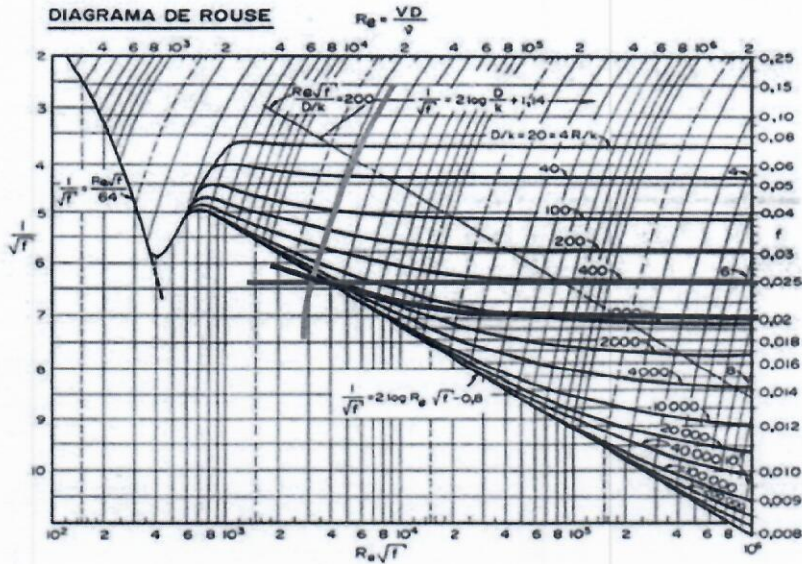 DIAGRAMA DE ROUSE
Re = VD/ν
4 6 8 10³ 2 4 6 8 10⁴ 2 4 6 8 10⁵ 2 4 6 8 10⁶ 2
2 0,25
0,15
3 Re√f / D/k = 200 1/√f = 2 log D/k + 1,14 0,10
D/k = 20 = 4 R/k 0,08
4 40 4 0,06
1/√f = Re√f/64 0,05
5 100 0,04
1/√f 200 f
0,03
6 400 6 0,025
7 0,02
2000 0,018
8 4000 8 0,016
0,014
1/√f = 2 log Re √f - 0,8
9 10 000 0,012
20 000
10 40 000 10 0,010
100 000
0,009
0,008
10² 2 4 6 8 10³ 2 4 6 8 10⁴ 2 4 6 8 10⁵ 2 4 6 8 10⁶
Re√f